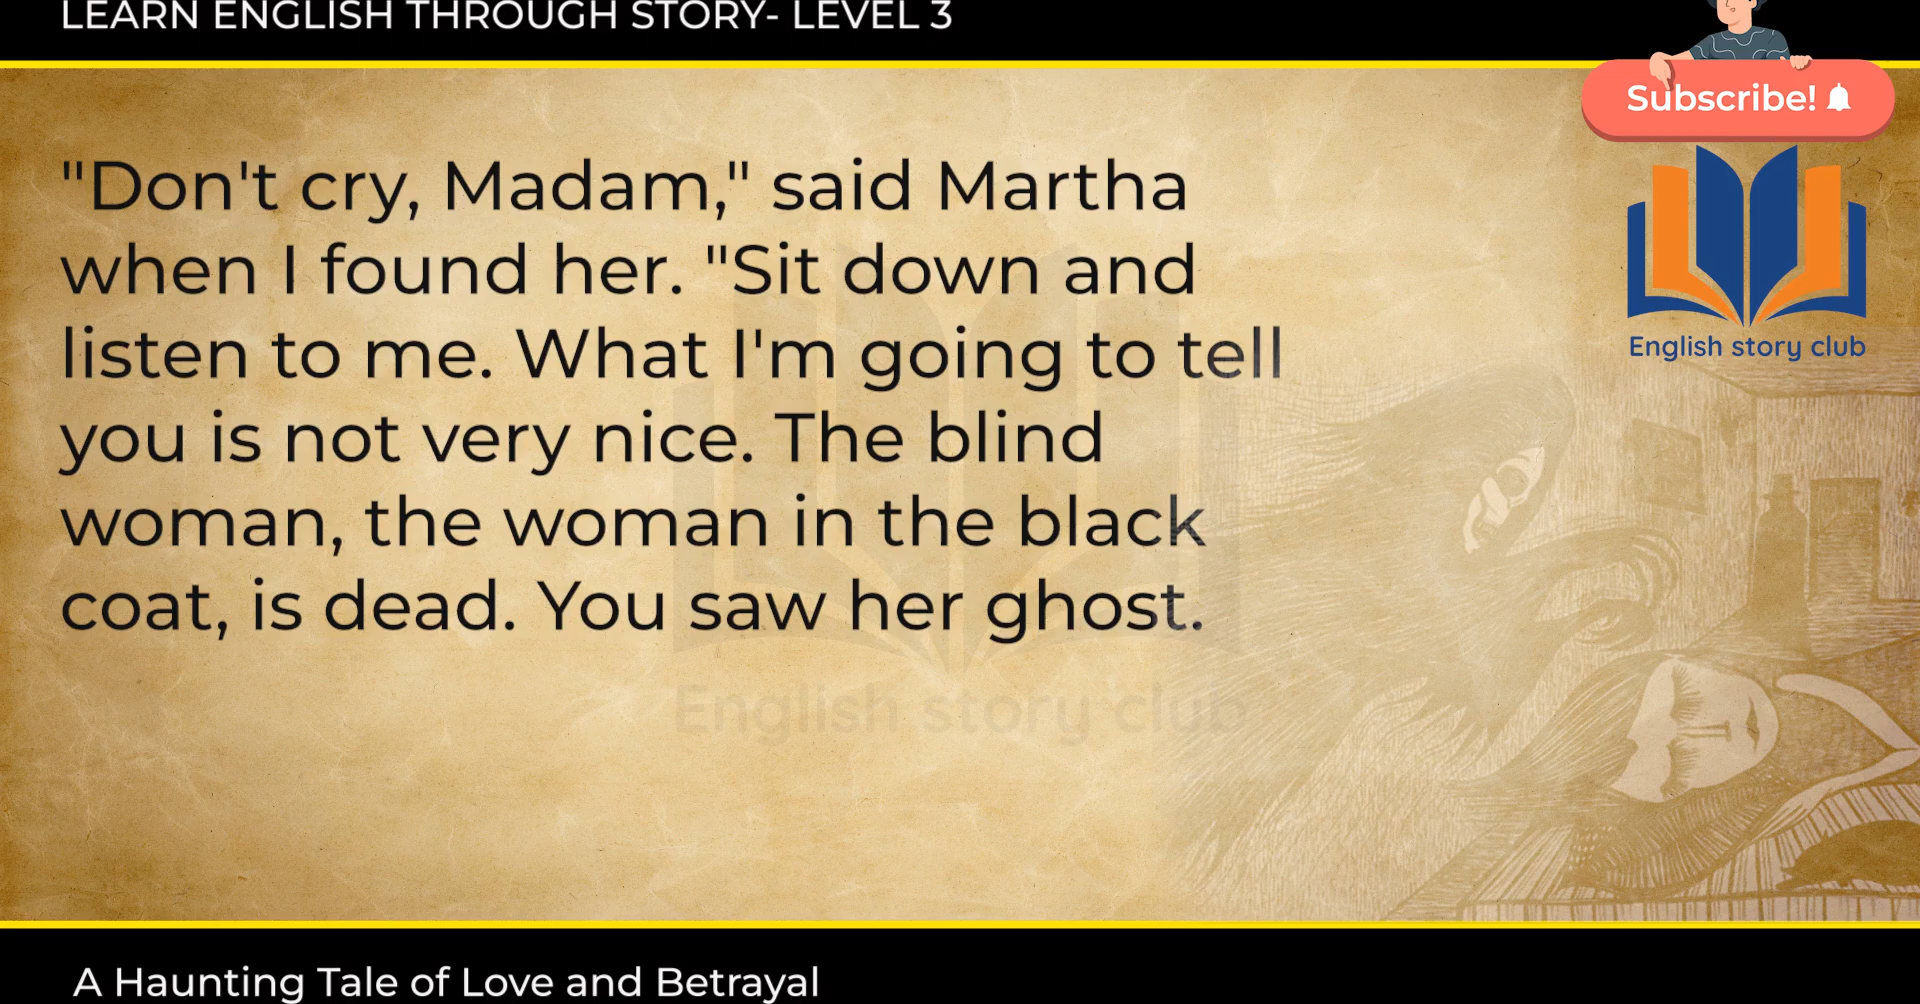 LEARN ENGLISH THROUGH STORY- LEVEL 3
Subscribe!
"Don't cry, Madam," said Martha
when I found her. "Sit down and
listen to me. What I'm going to tell
you is not very nice. The blind
woman, the woman in the black
coat, is dead. You saw her ghost.
English story club
English story club
A Haunting Tale of Love and Betrayal